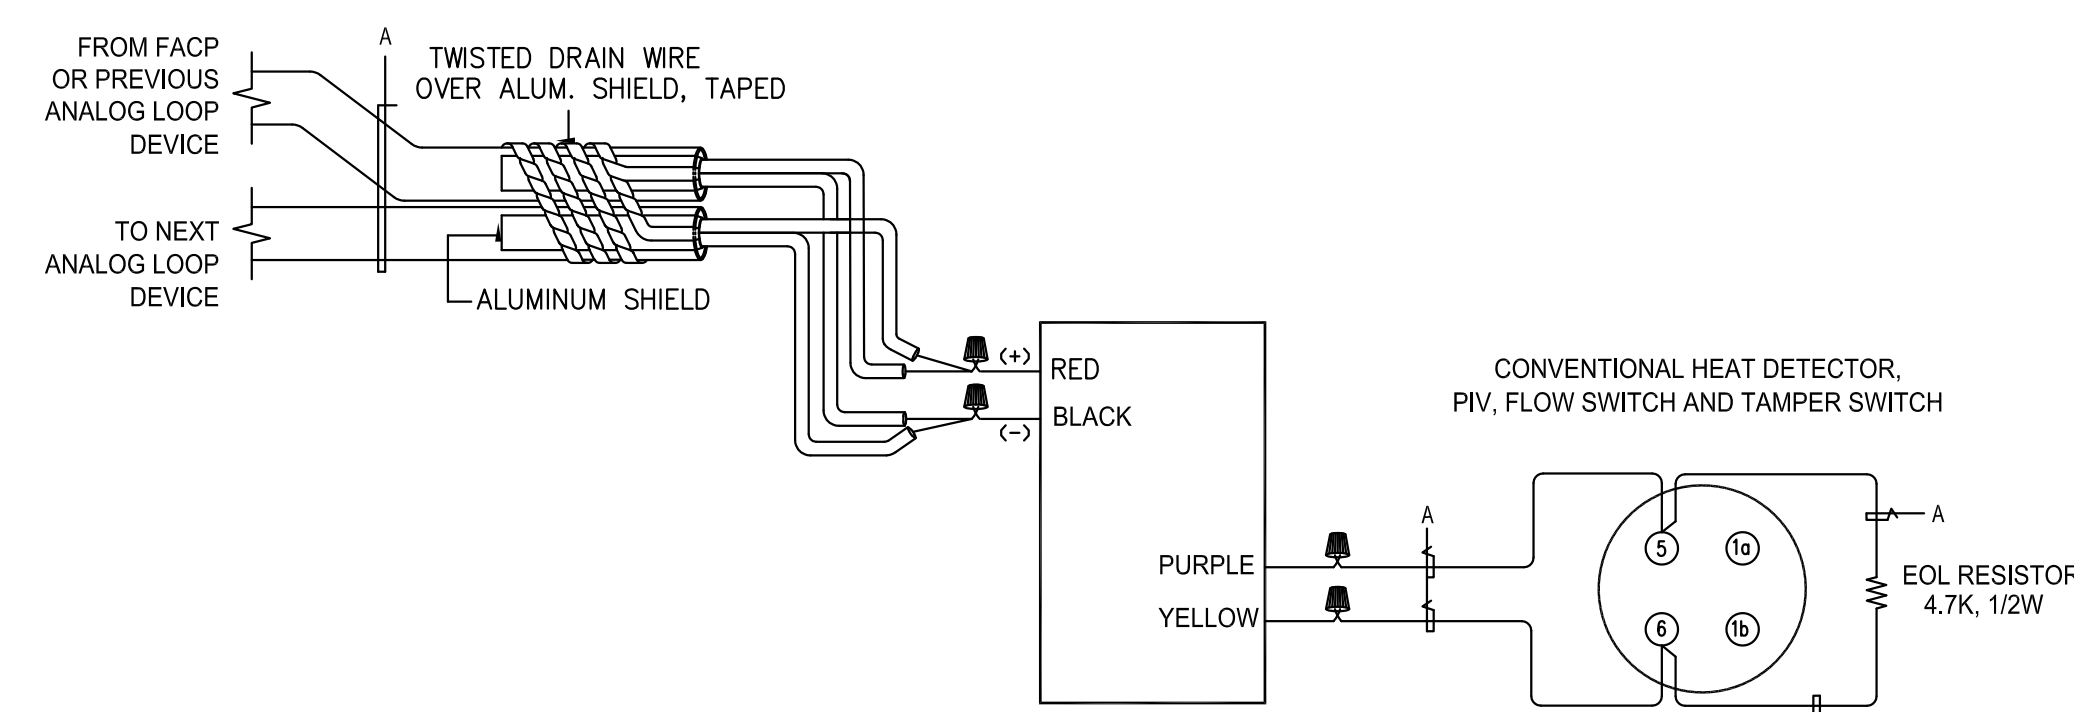 FROM FACP
OR PREVIOUS
ANALOG LOOP
DEVICE
A
TWISTED DRAIN WIRE
OVER ALUM. SHIELD, TAPED
TO NEXT
ANALOG LOOP
DEVICE
ALUMINUM SHIELD
(+)
RED
BLACK
(-)
CONVENTIONAL HEAT DETECTOR,
PIV, FLOW SWITCH AND TAMPER SWITCH
PURPLE
YELLOW
A
5
1a
6
1b
A
EOL RESISTOR
4.7K, 1/2W